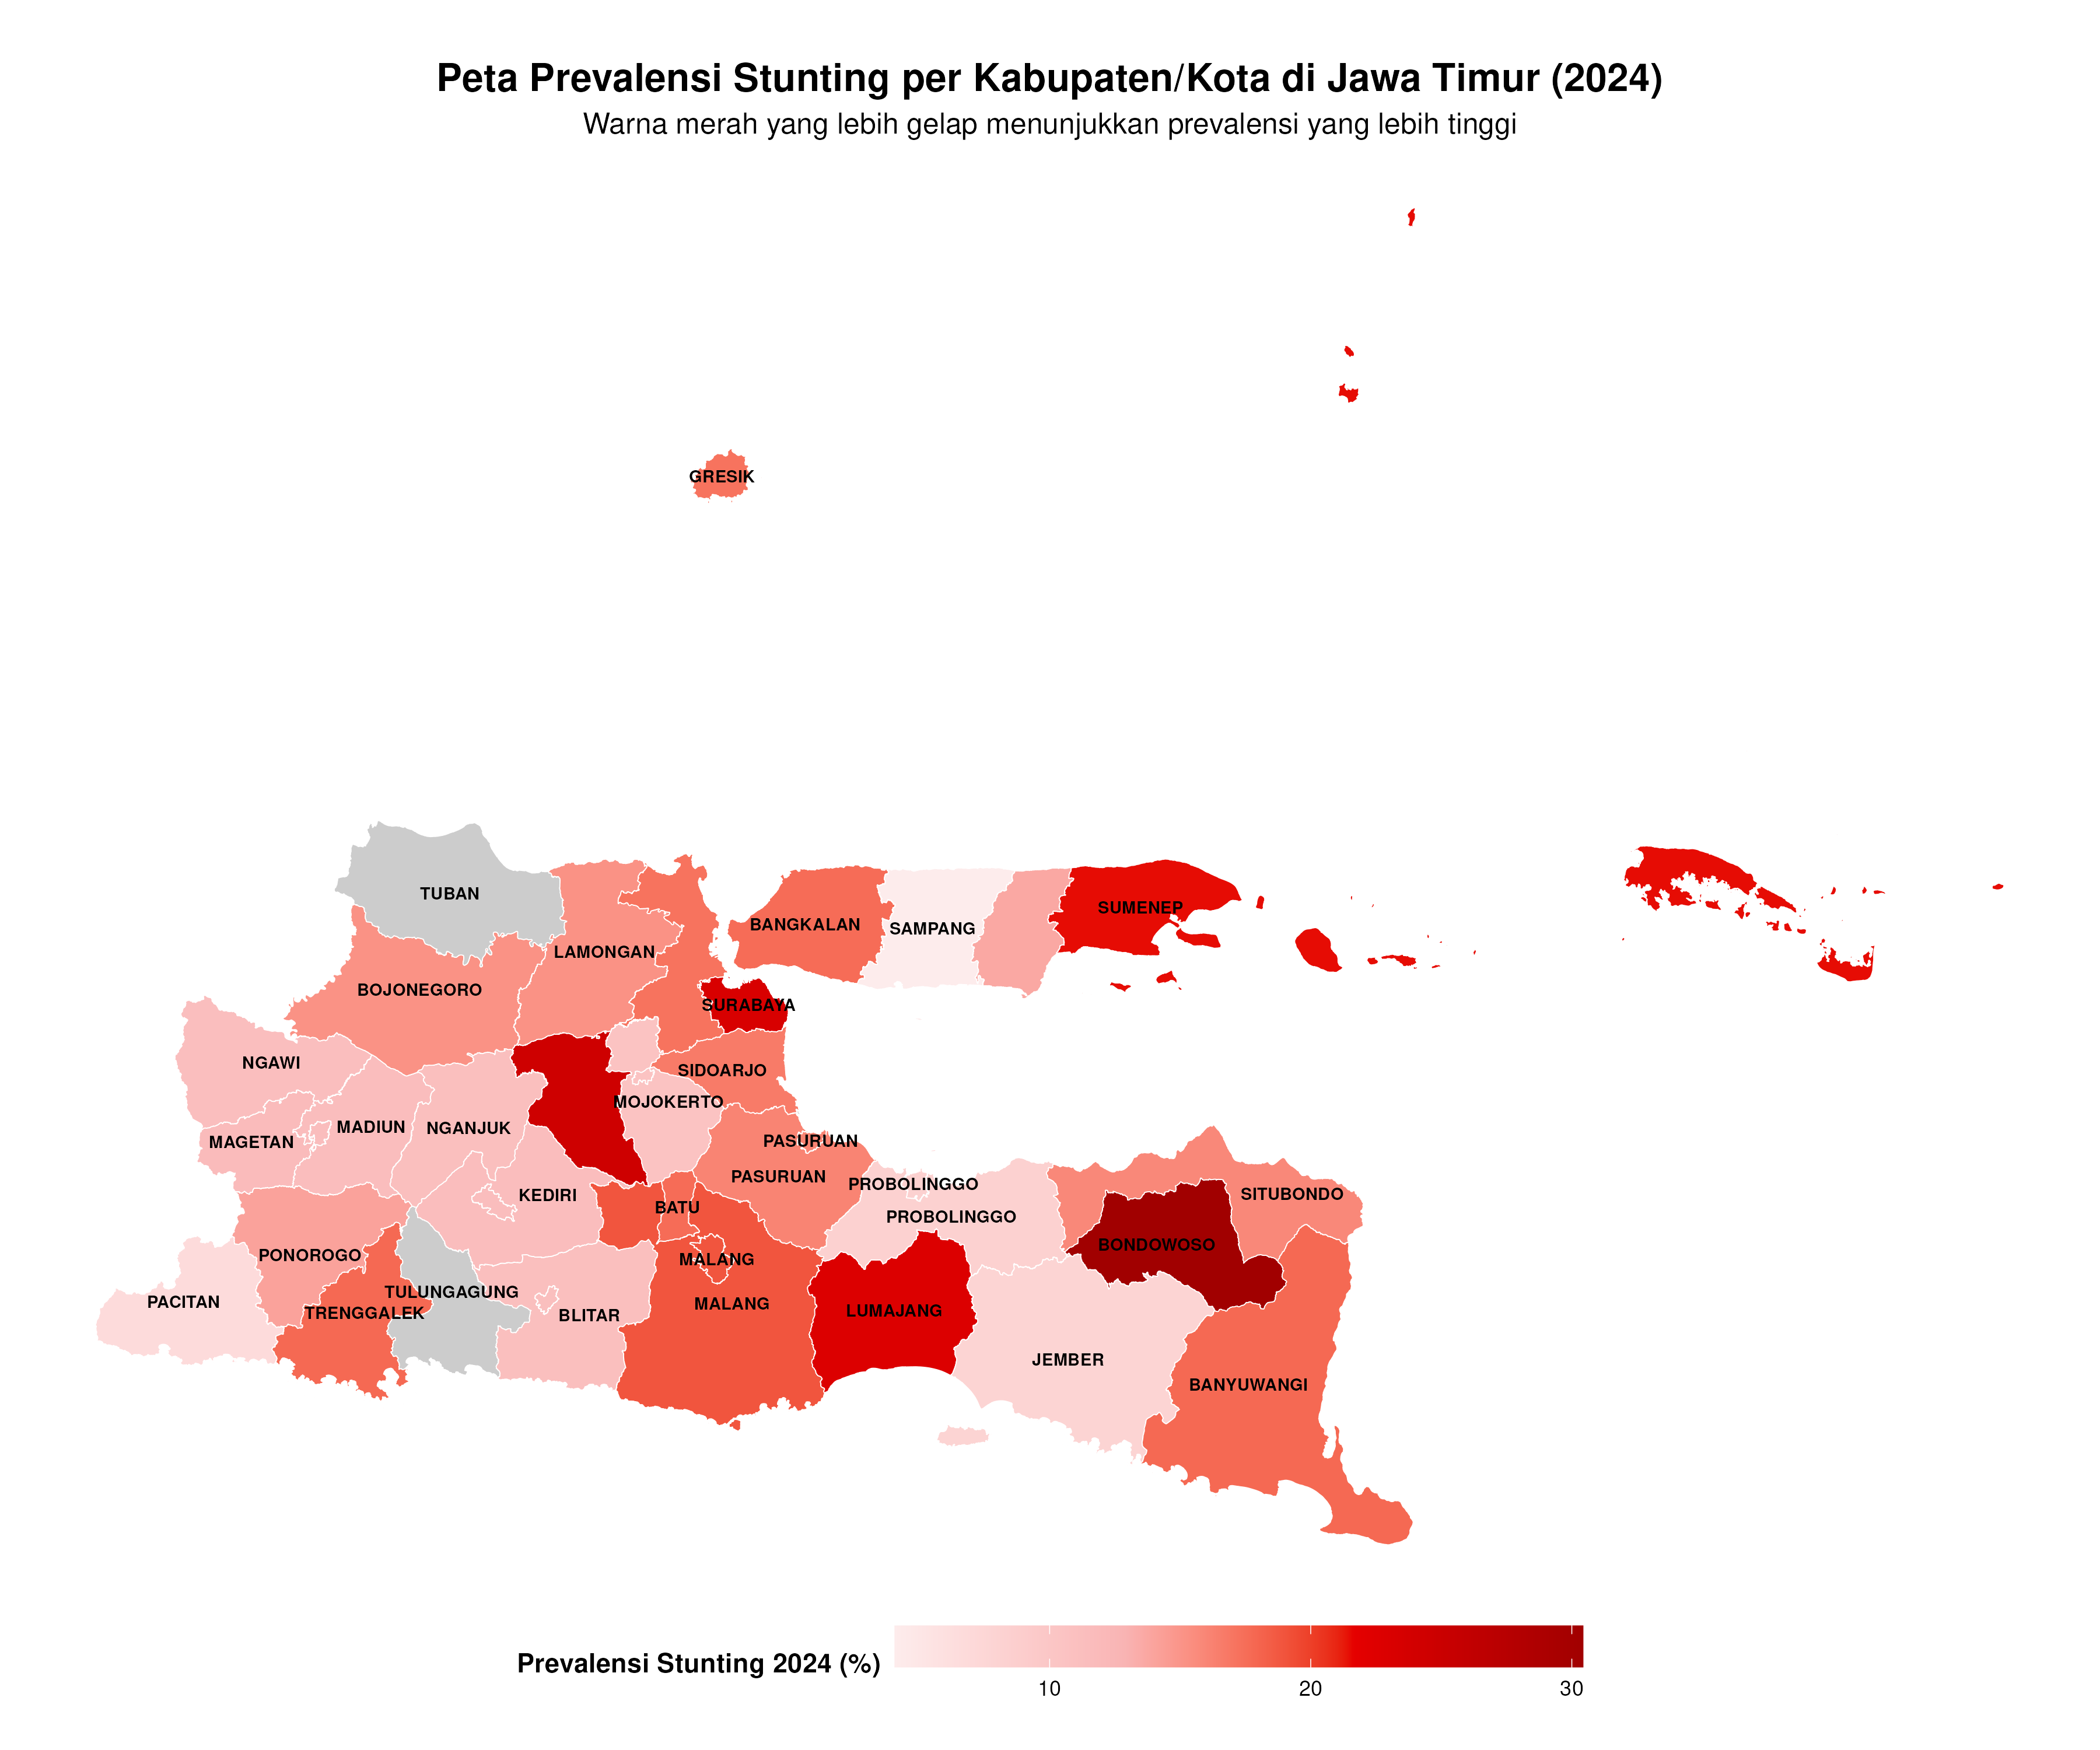 Peta Prevalensi Stunting per Kabupaten/Kota di Jawa Timur (2024)
Warna merah yang lebih gelap menunjukkan prevalensi yang lebih tinggi
GRESIK
TUBAN
SUMENEP
BANGKALAN
SAMPANG
LAMONGAN
BOJONEGORO
SURABAYA
NGAWI
SIDOARJO
MOJOKERTO
MADIUN
NGANJUK
MAGETAN
PASURUAN
PASURUAN
PROBOLINGGO
KEDIRI
SITUBONDO
BATU
PROBOLINGGO
BONDOWOSO
PONOROGO
MALANG
TULUNGAGUNG
PACITAN
MALANG
LUMAJANG
TRENGGALEK
BLITAR
JEMBER
BANYUWANGI
Prevalensi Stunting 2024 (%)
10 20 30